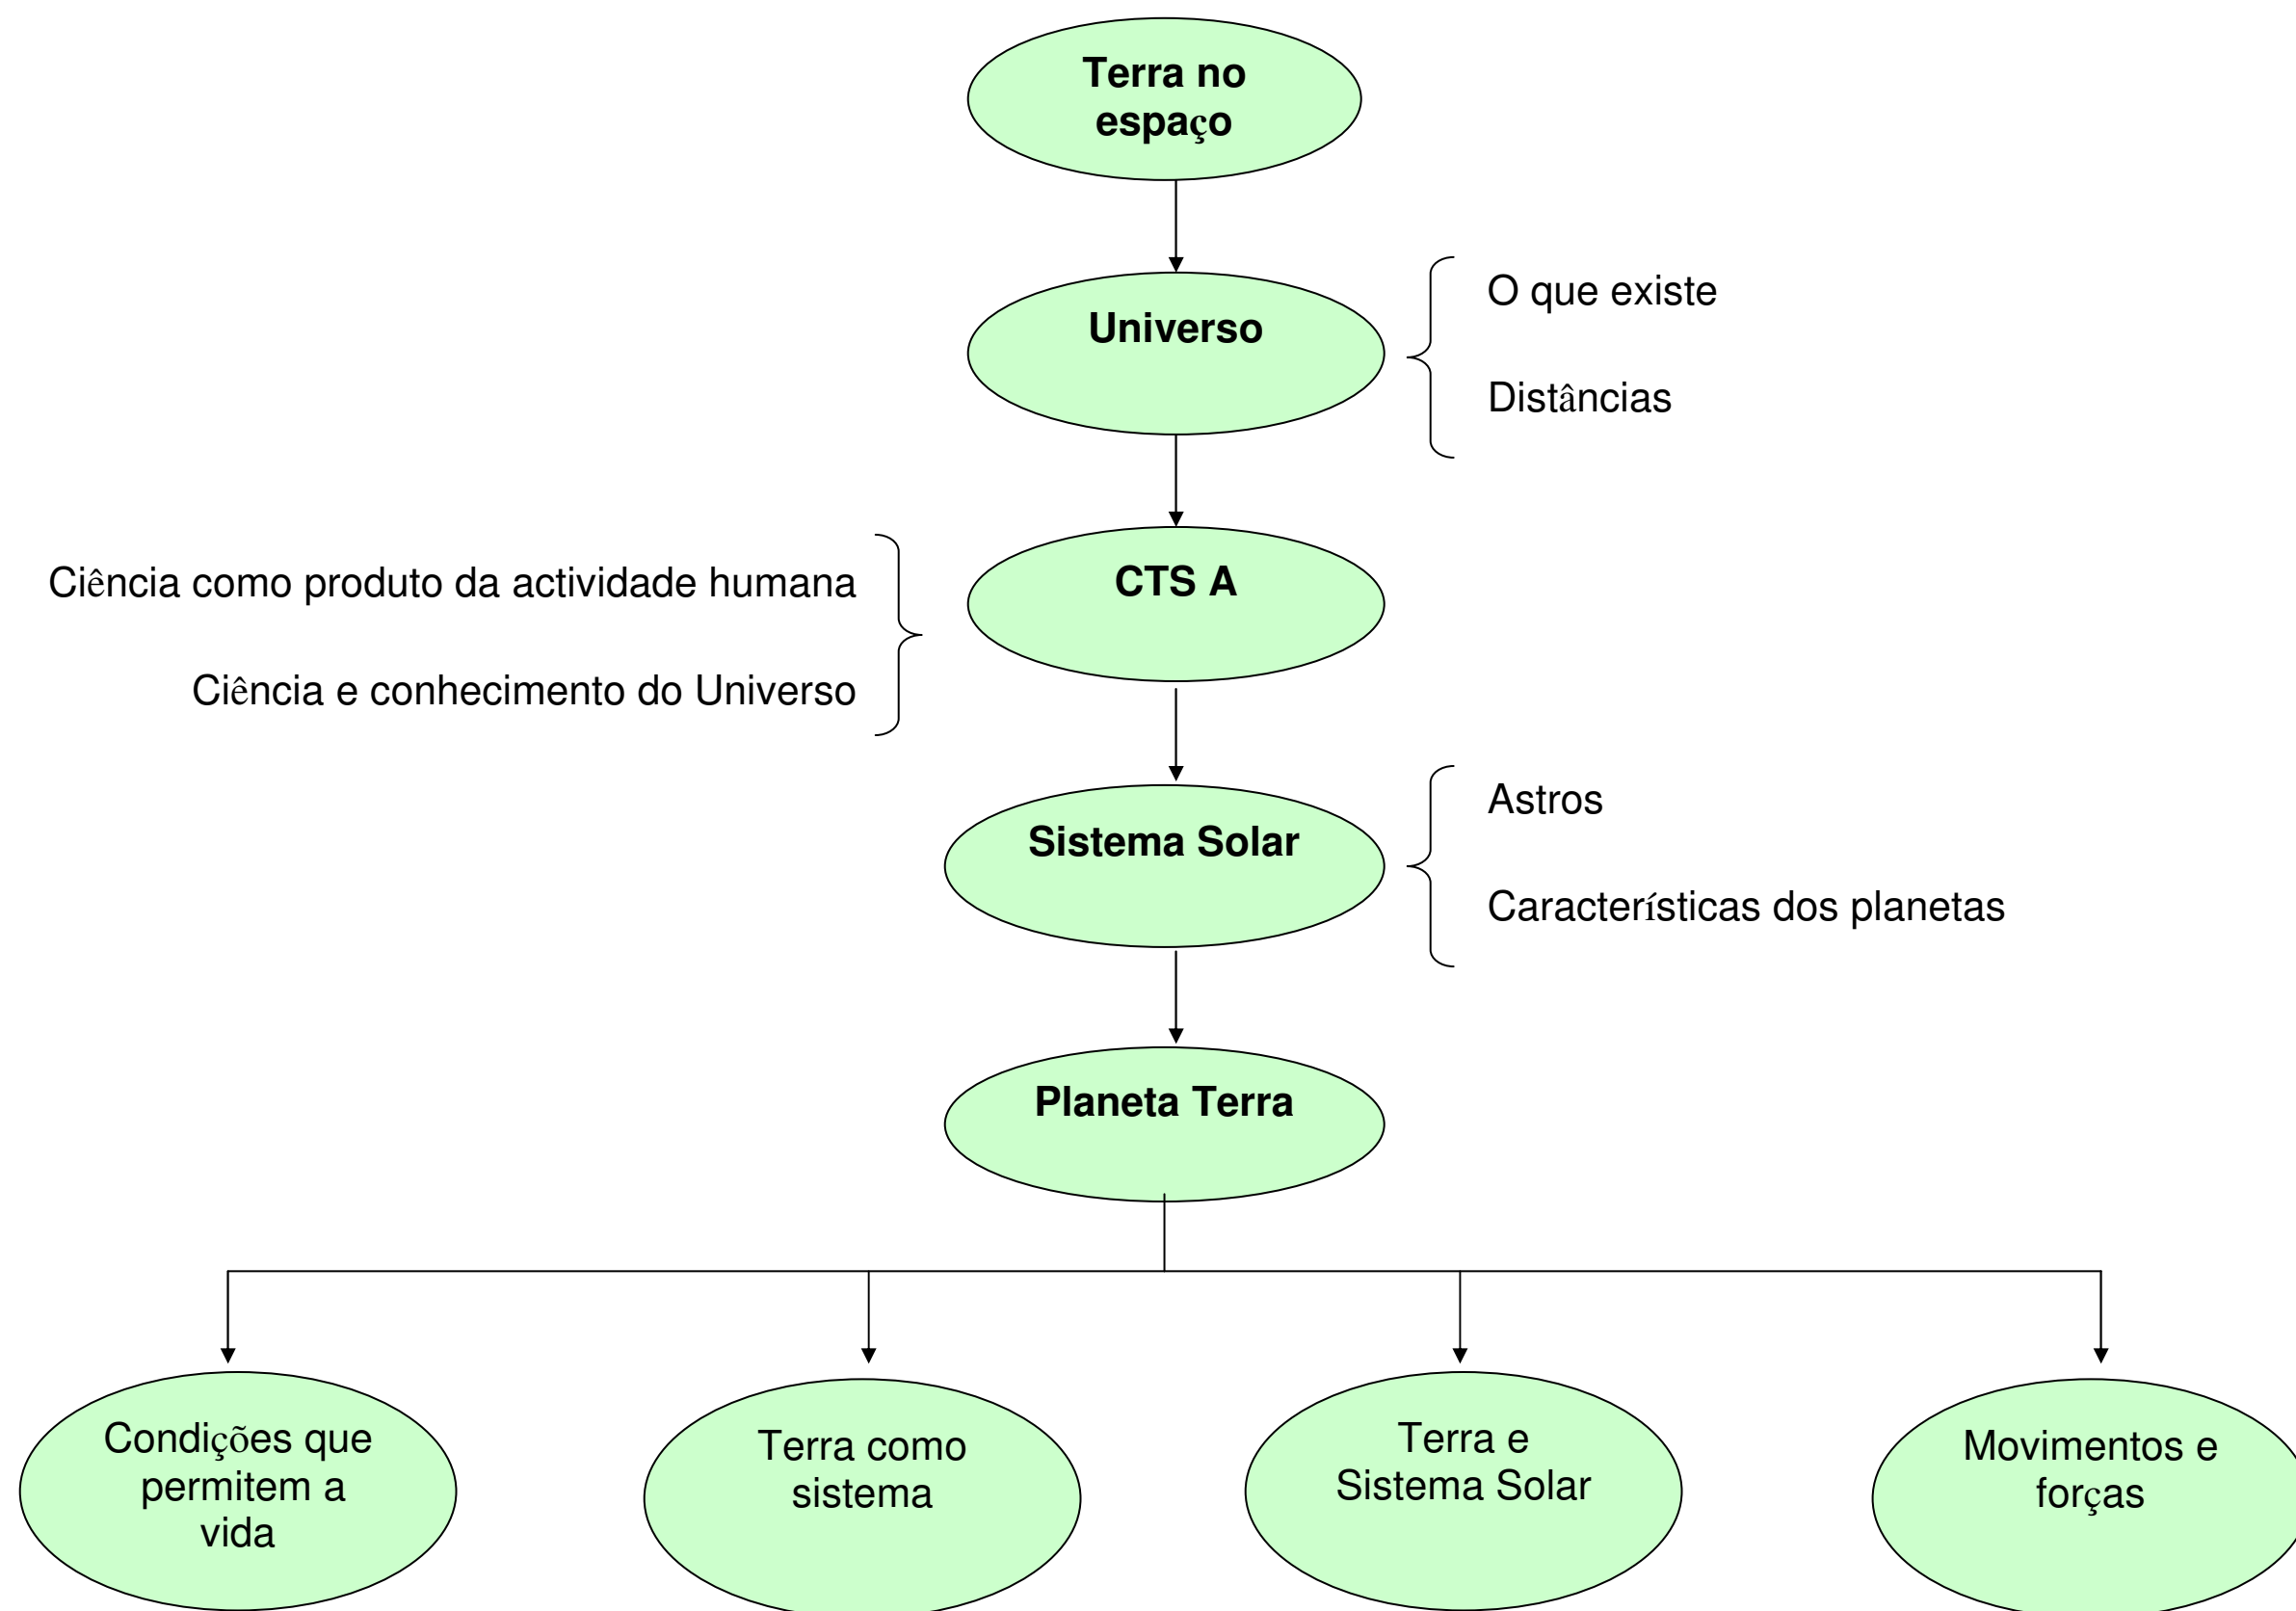 Terra no
espaço
Universo
O que existe
Distâncias
CTS A
Ciência como produto da actividade humana
Ciência e conhecimento do Universo
Sistema Solar
Astros
Características dos planetas
Planeta Terra
Condições que
permitem a
vida
Terra como
sistema
Terra e
Sistema Solar
Movimentos e
forças